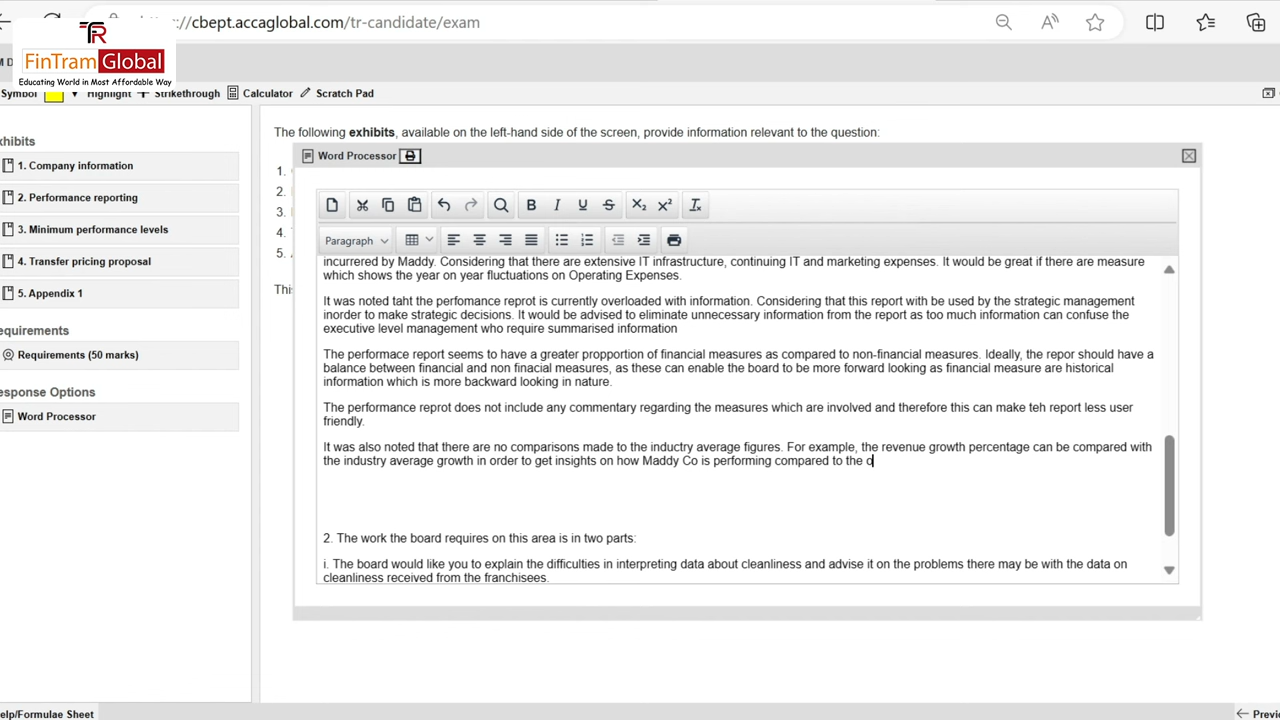 ://cbept.accaglobal.com/tr-candidate/exam
FinTram Global
Educating World in Most Affordable Way
Symbol Highlight Strikethrough Calculator Scratch Pad
xhibits
1. Company information
2. Performance reporting
3. Minimum performance levels
4. Transfer pricing proposal
5. Appendix 1
equirements
Requirements (50 marks)
esponse Options
Word Processor
The following exhibits, available on the left-hand side of the screen, provide information relevant to the question:
1.
2.
3.
4.
5.
Word Processor
Paragraph
incurrered by Maddy. Considering that there are extensive IT infrastructure, continuing IT and marketing expenses. It would be great if there are measure
which shows the year on year fluctuations on Operating Expenses.
It was noted taht the perfomance reprot is currently overloaded with information. Considering that this report with be used by the strategic management
inorder to make strategic decisions. It would be advised to eliminate unnecessary information from the report as too much information can confuse the
executive level management who require summarised information
The performace report seems to have a greater propportion of financial measures as compared to non-financial measures. Ideally, the repor should have a
balance between financial and non finacial measures, as these can enable the board to be more forward looking as financial measure are historical
information which is more backward looking in nature.
The performance reprot does not include any commentary regarding the measures which are involved and therefore this can make teh report less user
friendly.
It was also noted that there are no comparisons made to the inductry average figures. For example, the revenue growth percentage can be compared with
the industry average growth in order to get insights on how Maddy Co is performing compared to the c
2. The work the board requires on this area is in two parts:
i. The board would like you to explain the difficulties in interpreting data about cleanliness and advise it on the problems there may be with the data on
cleanliness received from the franchisees.
elp/Formulae Sheet
Previo